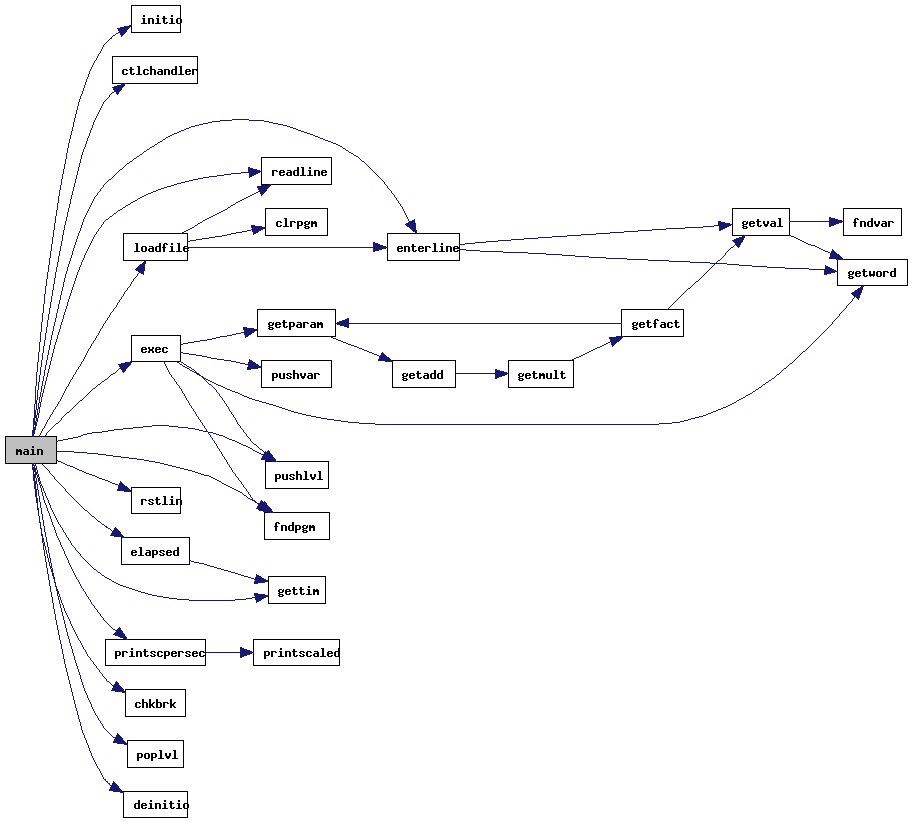 initio
ctlchandler
readline
clrpgm
loadfile
enterline
getval
fndvar
getword
exec
getparam
getfact
pushvar
getadd
getmult
main
pushlvl
rstlin
fndpgm
elapsed
gettim
printscpersec
printscaled
chkbrk
poplvl
deinitio